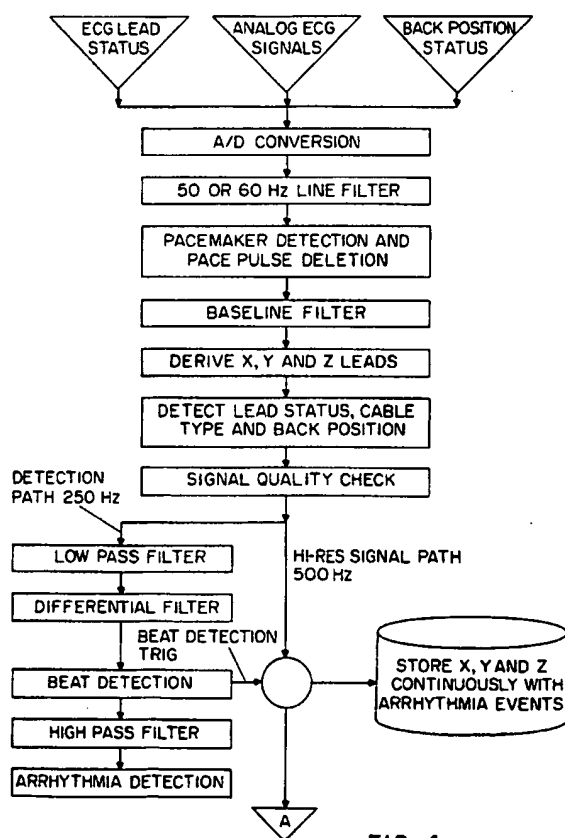 ECG LEAD
STATUS
ANALOG ECG
SIGNALS
BACK POSITION
STATUS
A/D CONVERSION
50 OR 60 Hz LINE FILTER
PACEMAKER DETECTION AND
PACE PULSE DELETION
BASELINE FILTER
DERIVE X, Y AND Z LEADS
DETECT LEAD STATUS, CABLE
TYPE AND BACK POSITION
SIGNAL QUALITY CHECK
DETECTION
PATH 250 Hz
LOW PASS FILTER
HI-RES SIGNAL PATH
500 Hz
DIFFERENTIAL FILTER
BEAT DETECTION
TRIG
BEAT DETECTION
STORE X, Y AND Z
CONTINUOUSLY WITH
ARRHYTHMIA EVENTS
HIGH PASS FILTER
ARRHYTHMIA DETECTION
A